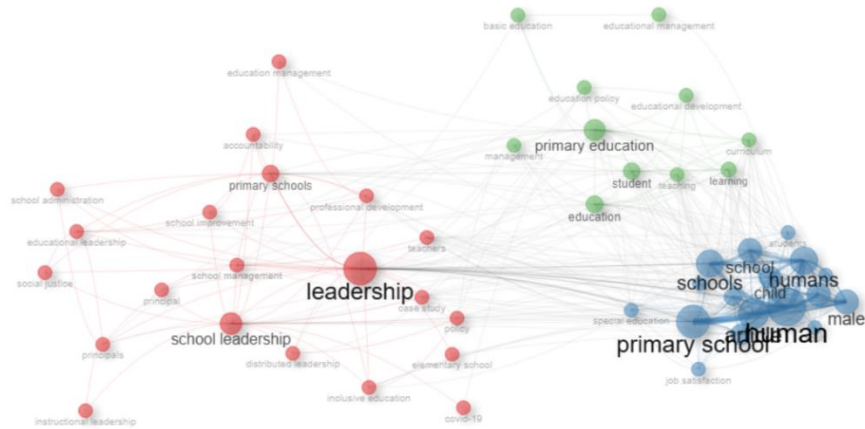 basic education
educational management
education management
education policy
educational development
accountability
primary education
curriculum
management
primary schools
student
teaching
learning
school administration
professional development
education
school improvement
educational leadership
teachers
students
social justice
school management
school
schools
humans
leadership
child
principal
case study
male
school leadership
policy
special education
primary school
human
principals
distributed leadership
elementary school
job satisfaction
inclusive education
instructional leadership
covid-19